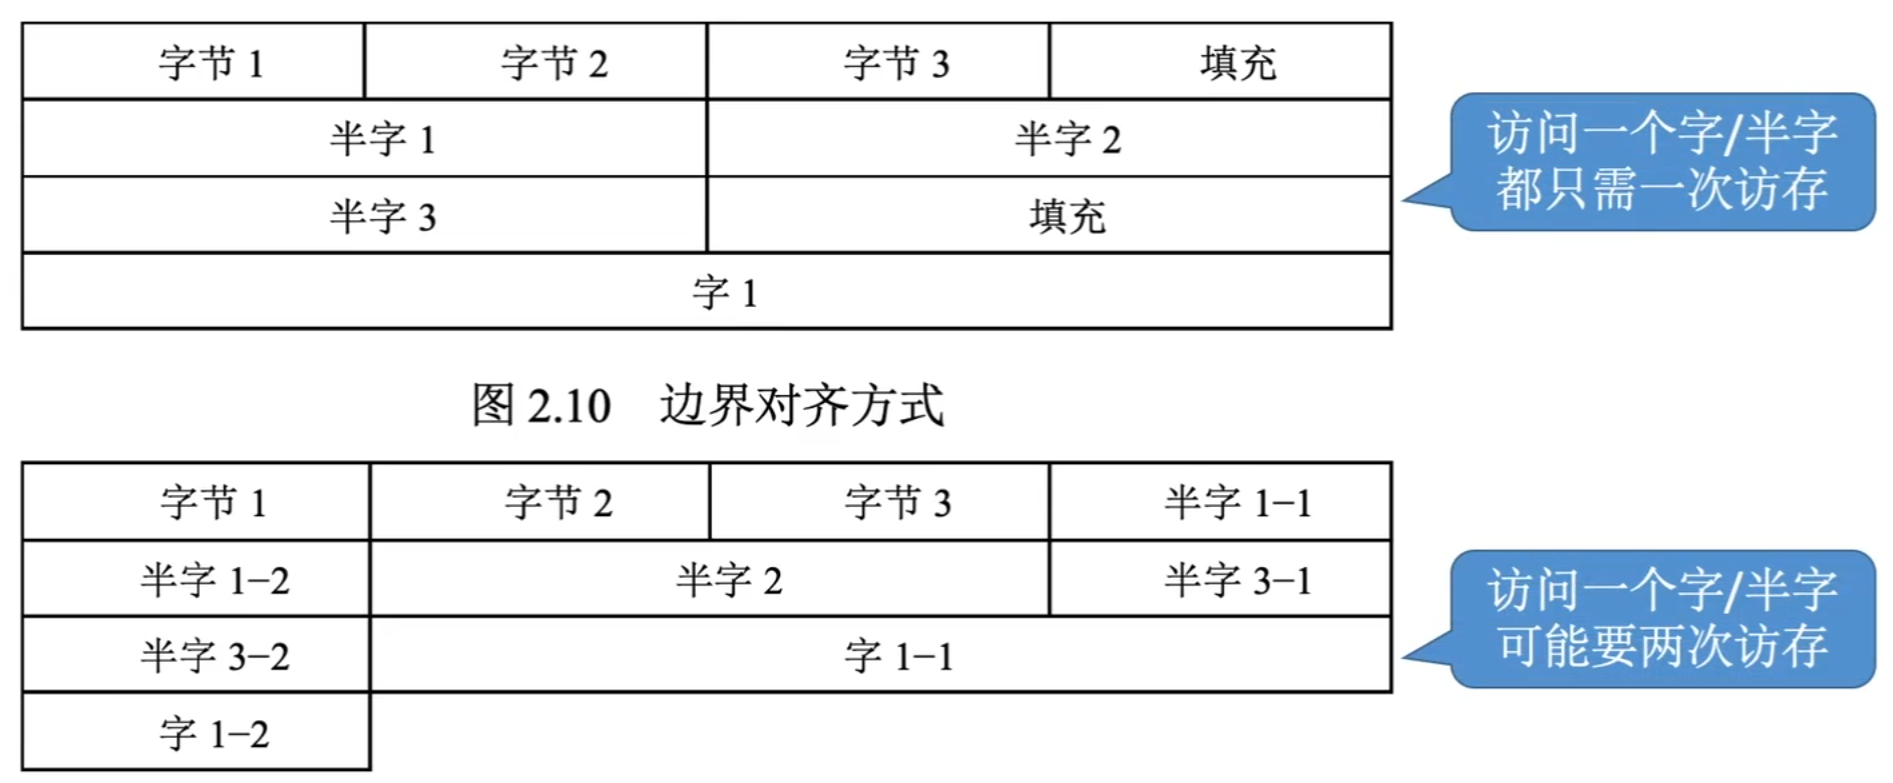 字节 1 字节 2 字节 3 填充
半字 1 半字 2
访问一个字/半字
都只需一次访存
半字 3 填充
字 1
图 2.10 边界对齐方式
字节 1 字节 2 字节 3 半字 1−1
半字 1−2 半字 2 半字 3−1
访问一个字/半字
可能要两次访存
半字 3−2 字 1−1
字 1−2